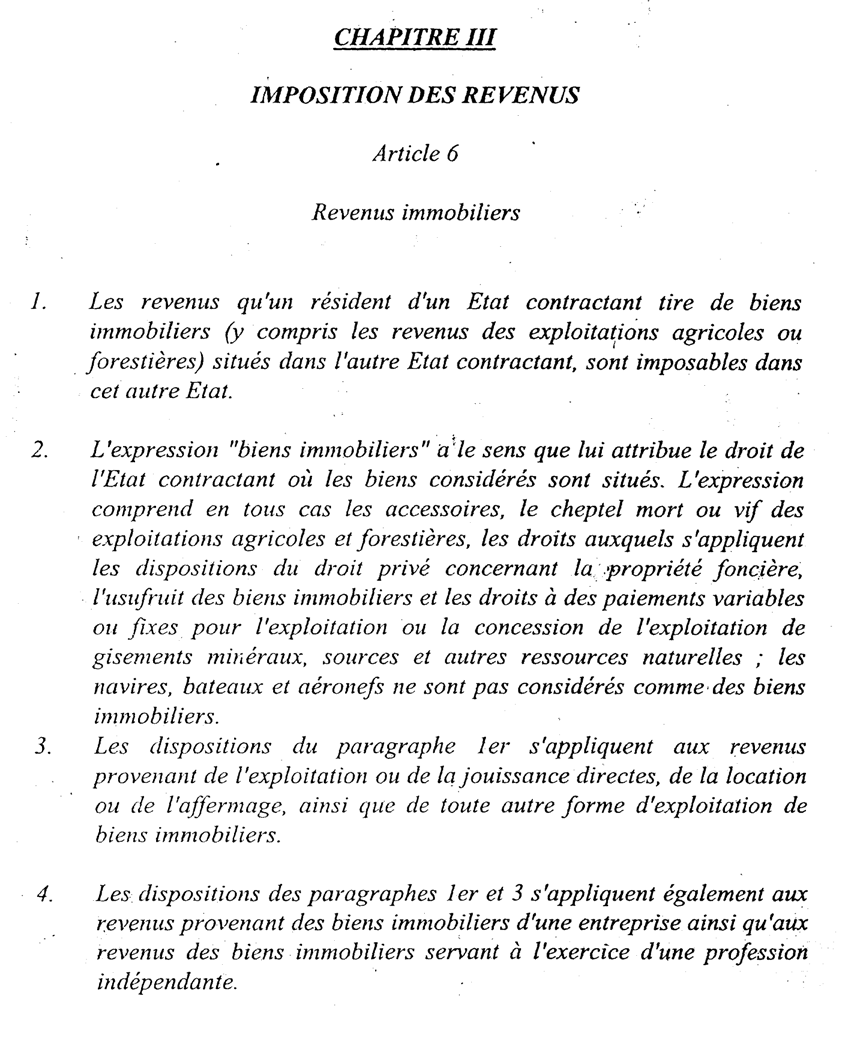 CHAPITRE III
IMPOSITION DES REVENUS
Article 6
Revenus immobiliers
1. Les revenus qu'un résident d'un Etat contractant tire de biens
immobiliers (y compris les revenus des exploitations agricoles ou
forestières) situés dans l'autre Etat contractant, sont imposables dans
cet autre Etat.
2. L'expression "biens immobiliers" a le sens que lui attribue le droit de
l'Etat contractant où les biens considérés sont situés. L'expression
comprend en tous cas les accessoires, le cheptel mort ou vif des
exploitations agricoles et forestières, les droits auxquels s'appliquent
les dispositions du droit privé concernant la propriété foncière,
l'usufruit des biens immobiliers et les droits à des paiements variables
ou fixes pour l'exploitation ou la concession de l'exploitation de
gisements minéraux, sources et autres ressources naturelles ; les
navires, bateaux et aéronefs ne sont pas considérés comme des biens
immobiliers.
3. Les dispositions du paragraphe 1er s'appliquent aux revenus
provenant de l'exploitation ou de la jouissance directes, de la location
ou de l'affermage, ainsi que de toute autre forme d'exploitation de
biens immobiliers.
4. Les dispositions des paragraphes 1er et 3 s'appliquent également aux
revenus provenant des biens immobiliers d'une entreprise ainsi qu'aux
revenus des biens immobiliers servant à l'exercice d'une profession
indépendante.